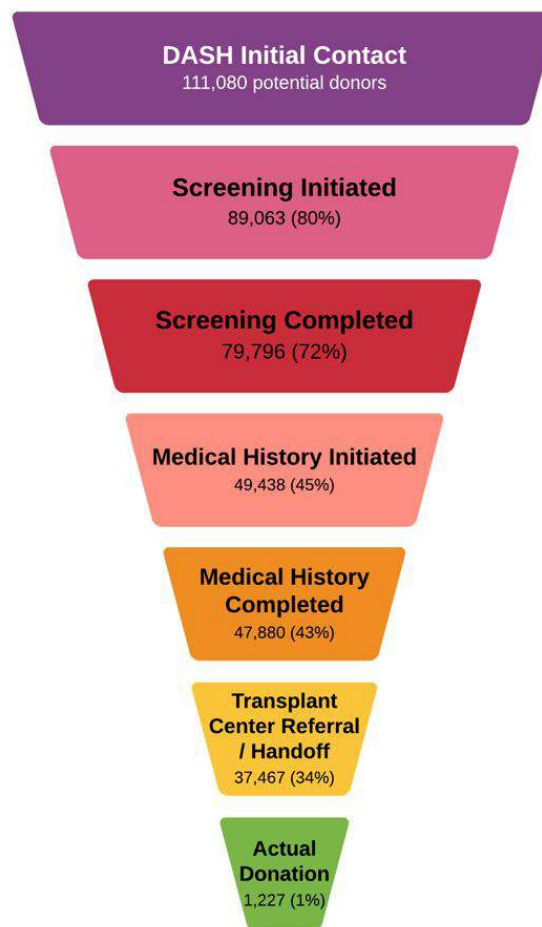 DASH Initial Contact
111,080 potential donors
Screening Initiated
89,063 (80%)
Screening Completed
79,796 (72%)
Medical History Initiated
49,438 (45%)
Medical History
Completed
47,880 (43%)
Transplant
Center Referral
/ Handoff
37,467 (34%)
Actual
Donation
1,227 (1%)